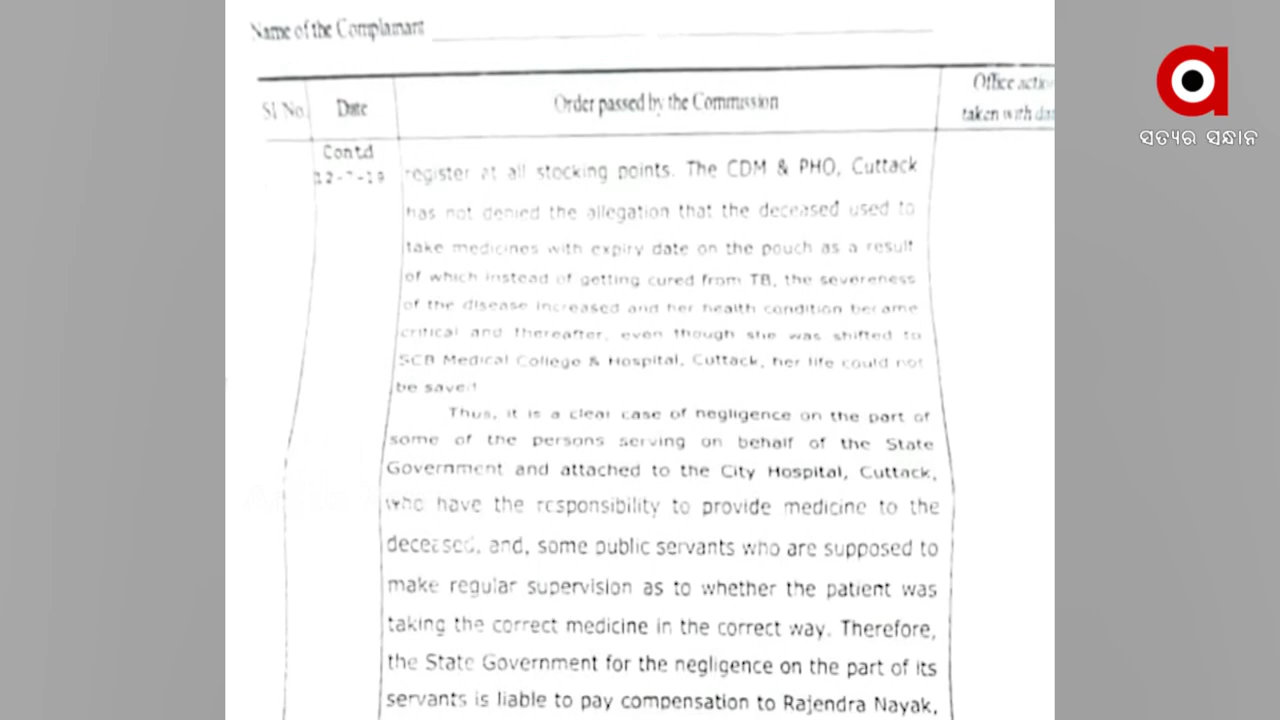 Name of the Complamant
Sl No.
Date
Order passed by the Commission
Office actio
taken with dat
ସତ୍ୟର ସନ୍ଧାନ
Contd
register at all stocking points. The CDM & PHO, Cuttack
has not denied the allegation that the deceased used to
take medicines with expiry date on the pouch as a result
of which instead of getting cured from TB, the severeness
of the disease increased and her health condition became
critical and thereafter, even though she was shifted to
SCB Medical College & Hospital, Cuttack, her life could not
be saved
Thus, it is a clear case of negligence on the part of
some of the persons serving on behalf of the State
Government and attached to the City Hospital, Cuttack,
who have the responsibility to provide medicine to the
deceased, and, some public servants who are supposed to
make regular supervision as to whether the patient was
taking the correct medicine in the correct way. Therefore,
the State Government for the negligence on the part of its
servants is liable to pay compensation to Rajendra Nayak,